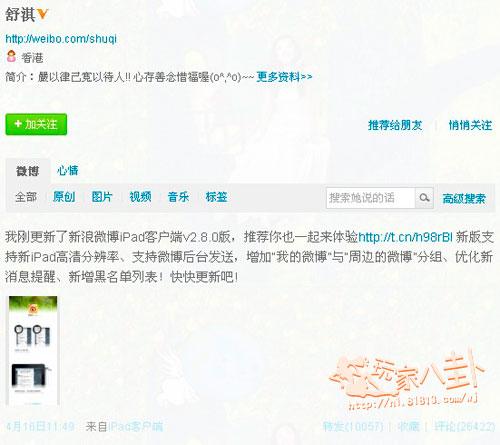 舒淇
http://weibo.com/shuqi
香港
简介：嚴以律己宽以待人!! 心存善念惜福喔(o^,^o)~~ 更多资料>>
+ 加关注
推荐给朋友 | 悄悄关注
微博 心情
全部 | 原创 | 图片 | 视频 | 音乐 | 标签
搜索她说的话 高级搜索
我刚更新了新浪微博iPad客户端v2.8.0版，推荐你也一起来体验http://t.cn/h98rBI 新版支
持新iPad高清分辨率、支持微博后台发送，增加"我的微博"与"周边的微博"分组、优化新
消息提醒、新增黑名单列表！快快更新吧！
玩家八卦
4月16日11:49 来自iPad客户端 转发(10057) | 收藏 | 评论(26422)